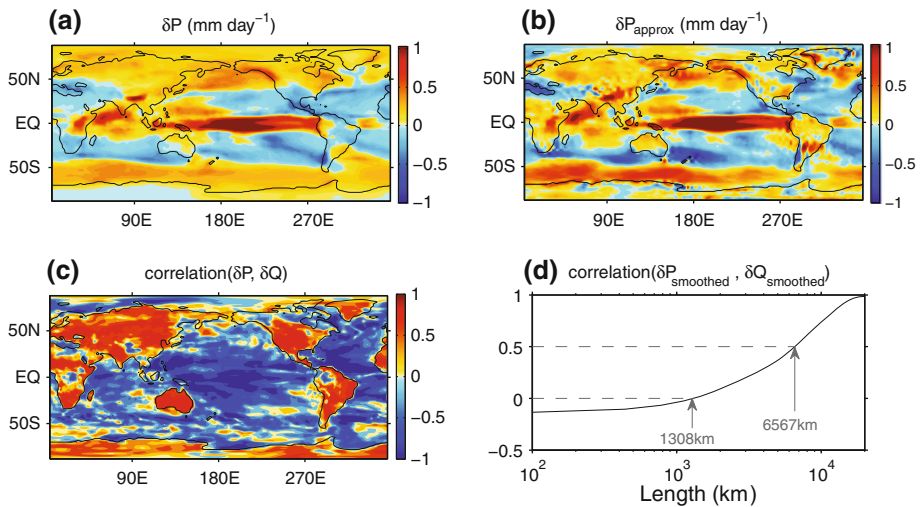 (a)
δP (mm day⁻¹)
50N
EQ
50S
90E 180E 270E
1
0.5
0
−0.5
−1
(b)
δP_approx (mm day⁻¹)
50N
EQ
50S
90E 180E 270E
1
0.5
0
−0.5
−1
(c)
correlation(δP, δQ)
50N
EQ
50S
90E 180E 270E
1
0.5
0
−0.5
−1
(d)
correlation(δP_smoothed , δQ_smoothed)
1
0.5
0
−0.5
1308km
6567km
10² 10³ 10⁴
Length (km)